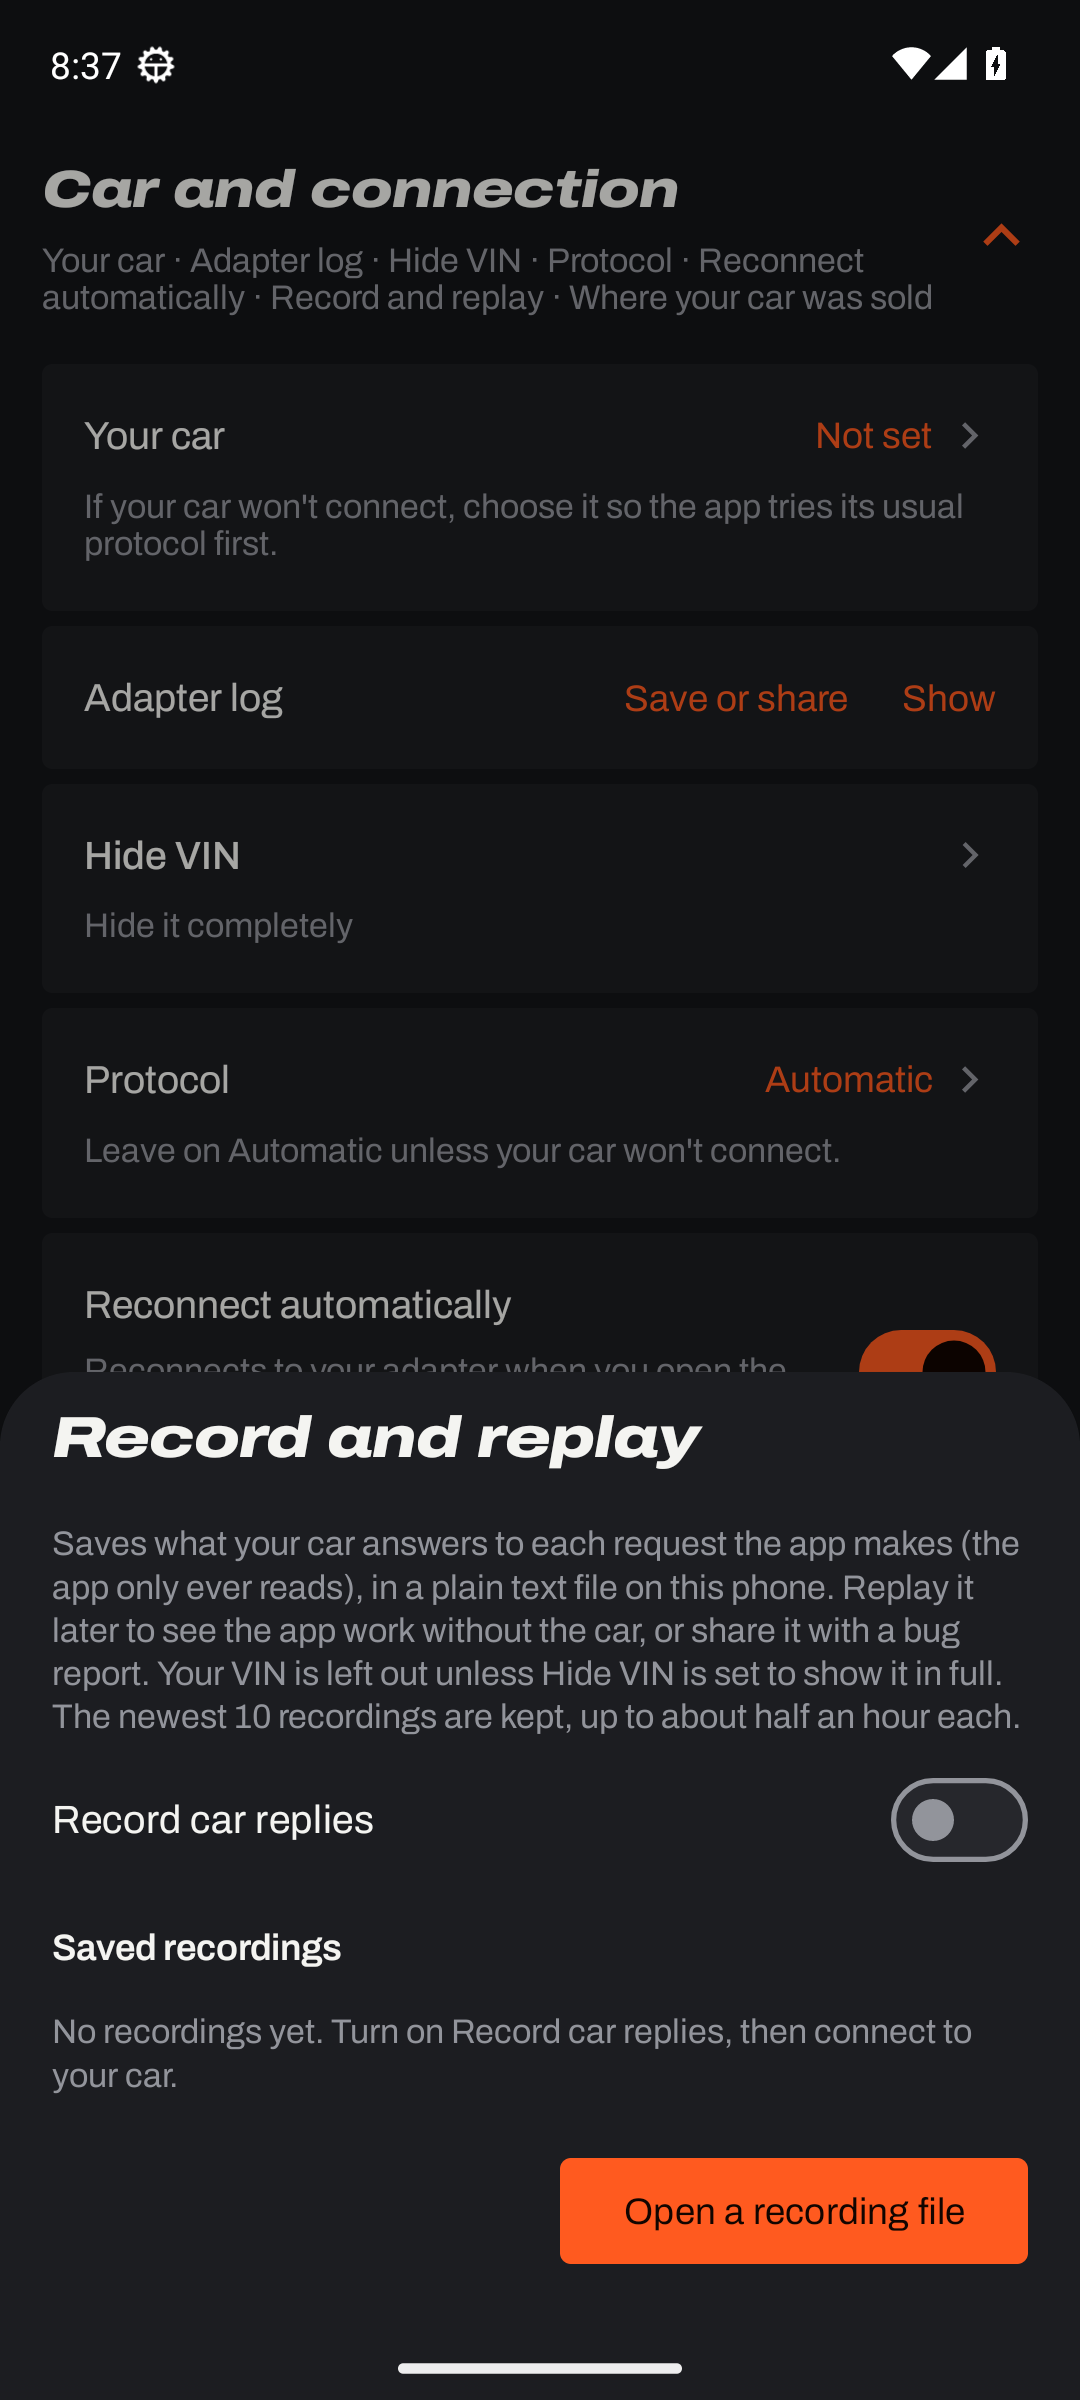 8:37
Car and connection
Your car · Adapter log · Hide VIN · Protocol · Reconnect
automatically · Record and replay · Where your car was sold
Your car
Not set
If your car won't connect, choose it so the app tries its usual
protocol first.
Adapter log
Save or share
Show
Hide VIN
Hide it completely
Protocol
Automatic
Leave on Automatic unless your car won't connect.
Reconnect automatically
Reconnects to your adapter when you open the
Record and replay
Saves what your car answers to each request the app makes (the
app only ever reads), in a plain text file on this phone. Replay it
later to see the app work without the car, or share it with a bug
report. Your VIN is left out unless Hide VIN is set to show it in full.
The newest 10 recordings are kept, up to about half an hour each.
Record car replies
Saved recordings
No recordings yet. Turn on Record car replies, then connect to
your car.
Open a recording file